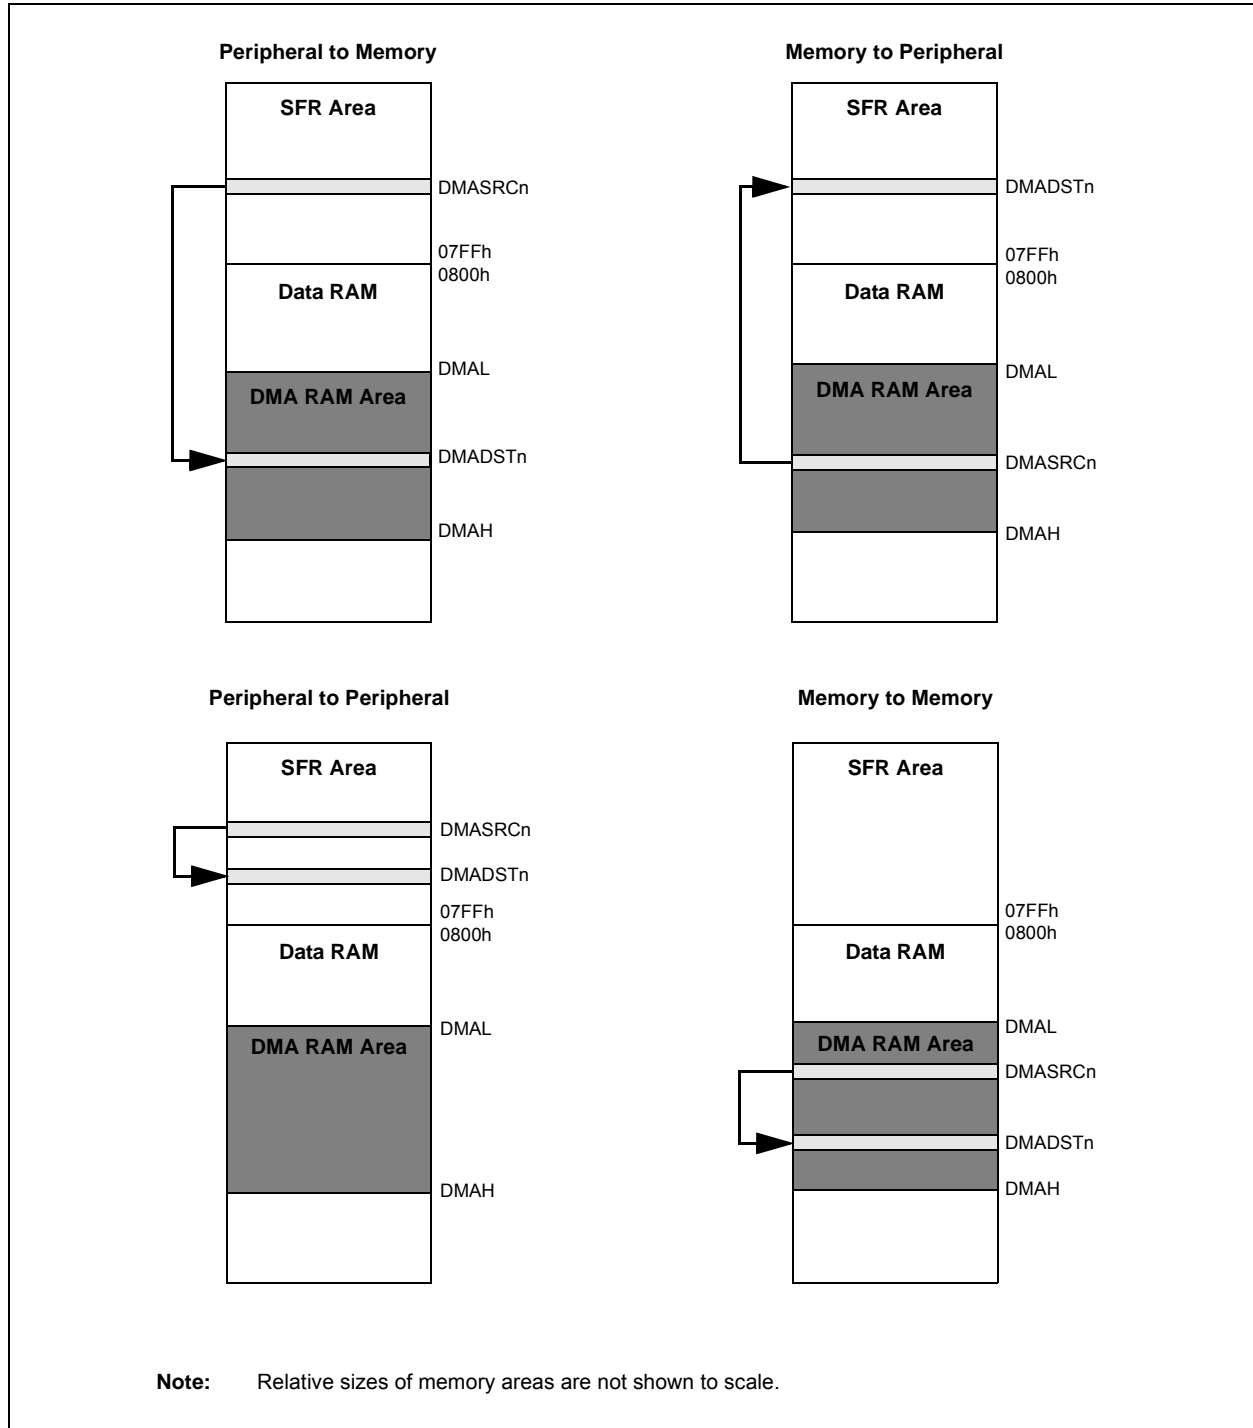 Peripheral to Memory
SFR Area
DMASRCn
07FFh
0800h
Data RAM
DMAL
DMA RAM Area
DMADSTn
DMAH
Memory to Peripheral
SFR Area
DMADSTn
07FFh
0800h
Data RAM
DMAL
DMA RAM Area
DMASRCn
DMAH
Peripheral to Peripheral
SFR Area
DMASRCn
DMADSTn
07FFh
0800h
Data RAM
DMAL
DMA RAM Area
DMAH
Memory to Memory
SFR Area
07FFh
0800h
Data RAM
DMAL
DMA RAM Area
DMASRCn
DMADSTn
DMAH
Note: Relative sizes of memory areas are not shown to scale.